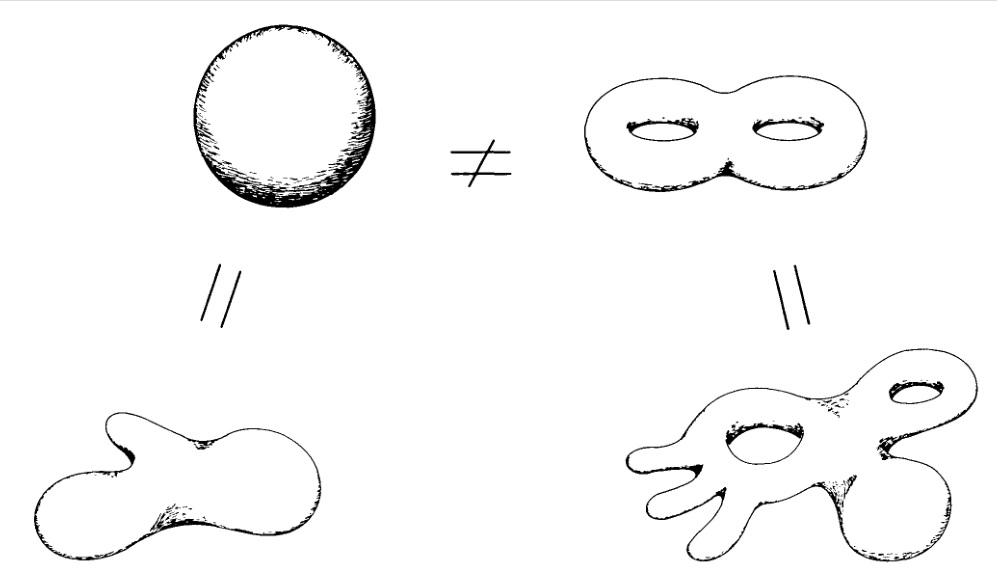 ≠
= =